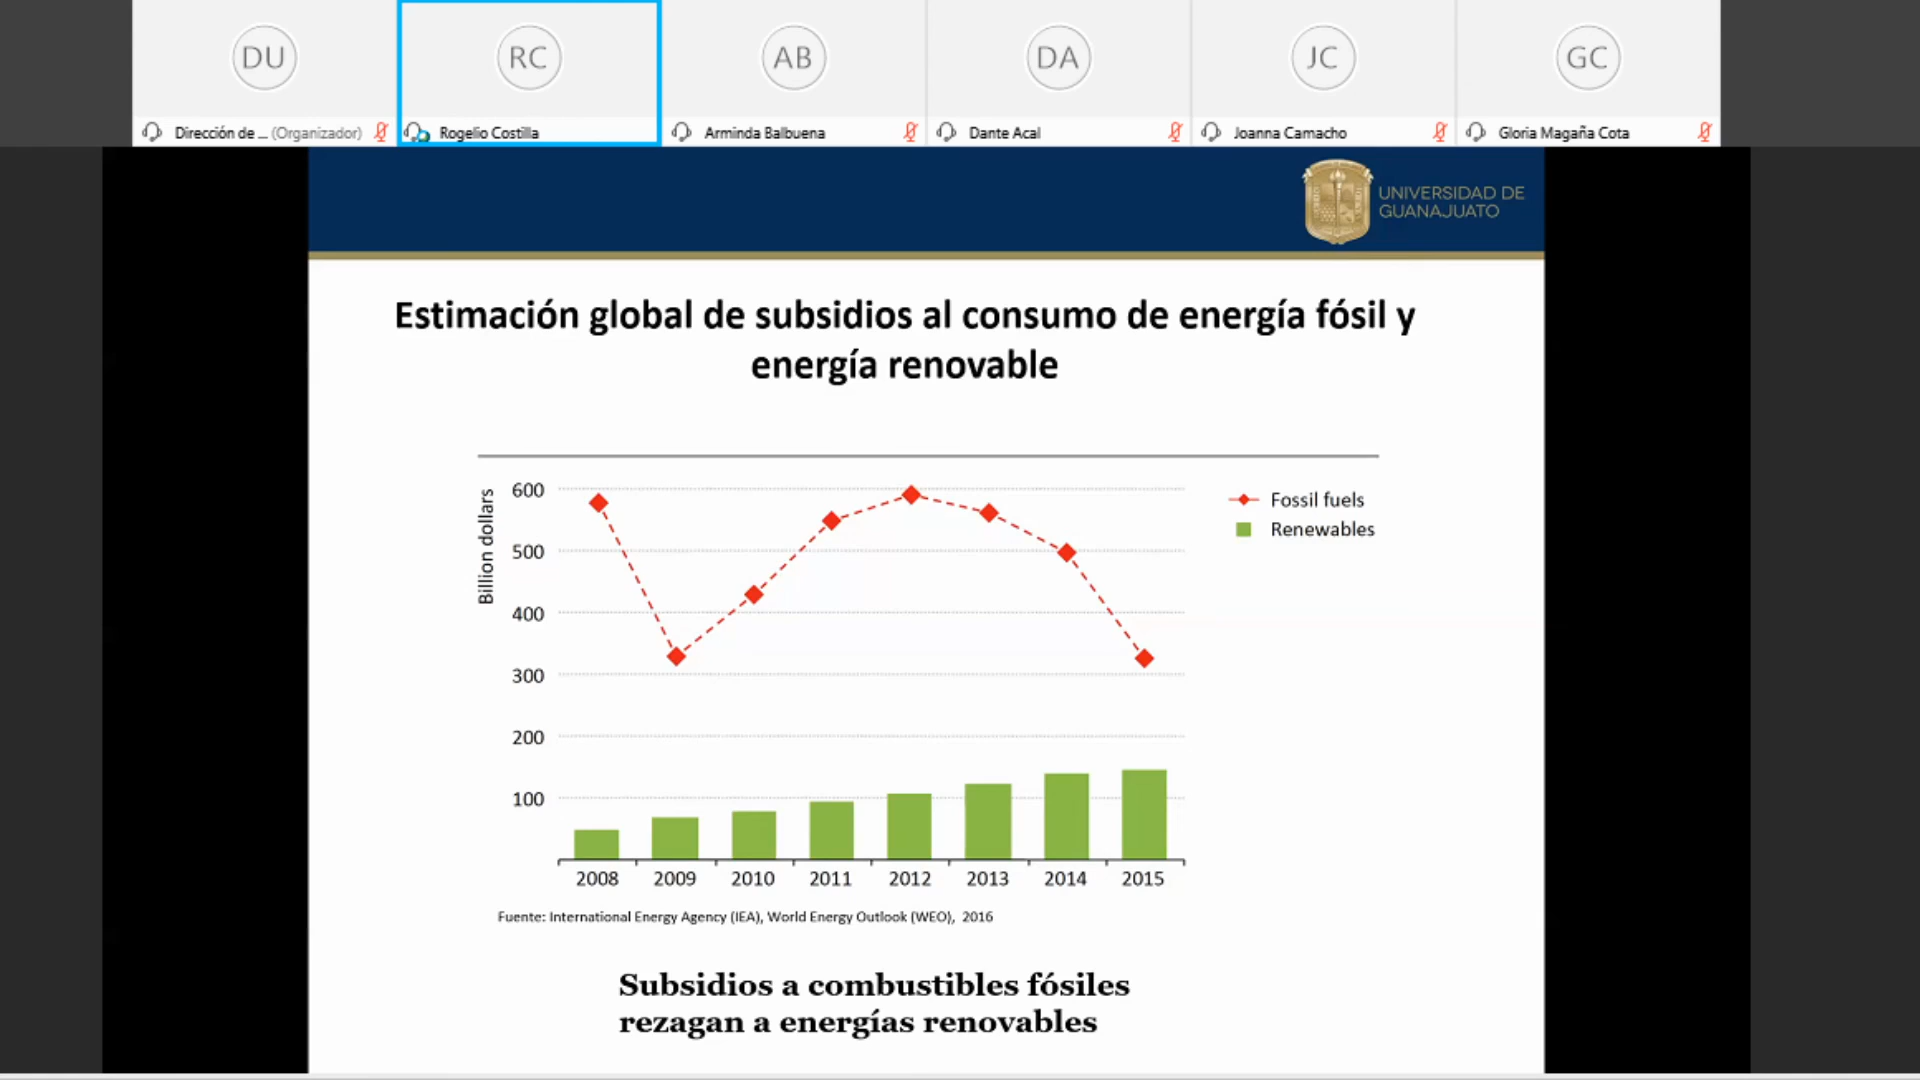 DU
RC
AB
DA
JC
GC
Dirección de ... (Organizador)
Rogelio Costilla
Arminda Balbuena
Dante Acal
Joanna Camacho
Gloria Magaña Cota
UNIVERSIDAD DE
GUANAJUATO
Estimación global de subsidios al consumo de energía fósil y
energía renovable
Billion dollars
600
500
400
300
200
100
Fossil fuels
Renewables
2008 2009 2010 2011 2012 2013 2014 2015
Fuente: International Energy Agency (IEA), World Energy Outlook (WEO), 2016
Subsidios a combustibles fósiles
rezagan a energías renovables